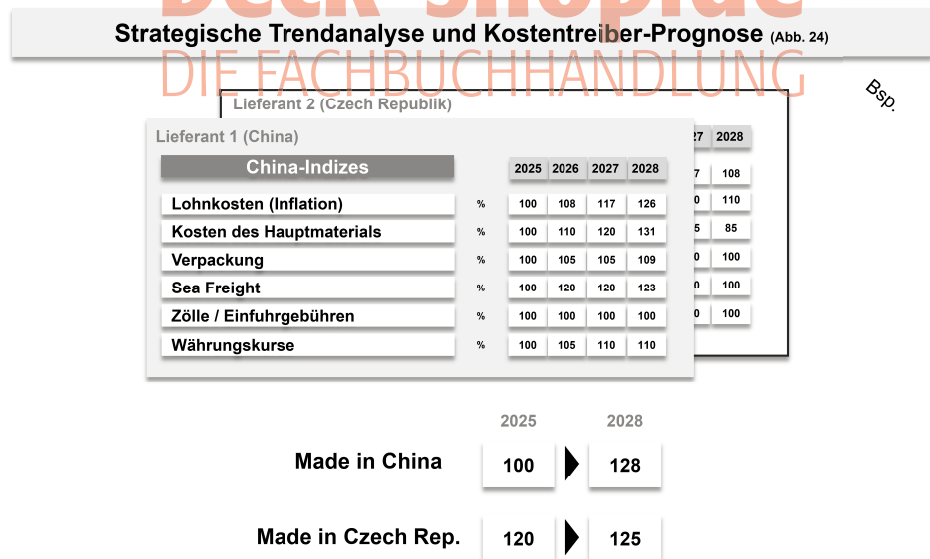 Beck-Shop.de
Strategische Trendanalyse und Kostentreiber-Prognose (Abb. 24)
DIE FACHBUCHHANDLUNG
Bsp.
Lieferant 2 (Czech Republik)
Lieferant 1 (China)
27 2028
China-Indizes 2025 2026 2027 2028
7 108
Lohnkosten (Inflation) % 100 108 117 126
0 110
Kosten des Hauptmaterials % 100 110 120 131
5 85
Verpackung % 100 105 105 109
0 100
Sea Freight % 100 120 120 123
0 100
Zölle / Einfuhrgebühren % 100 100 100 100
0 100
Währungskurse % 100 105 110 110
2025 2028
Made in China 100 128
Made in Czech Rep. 120 125